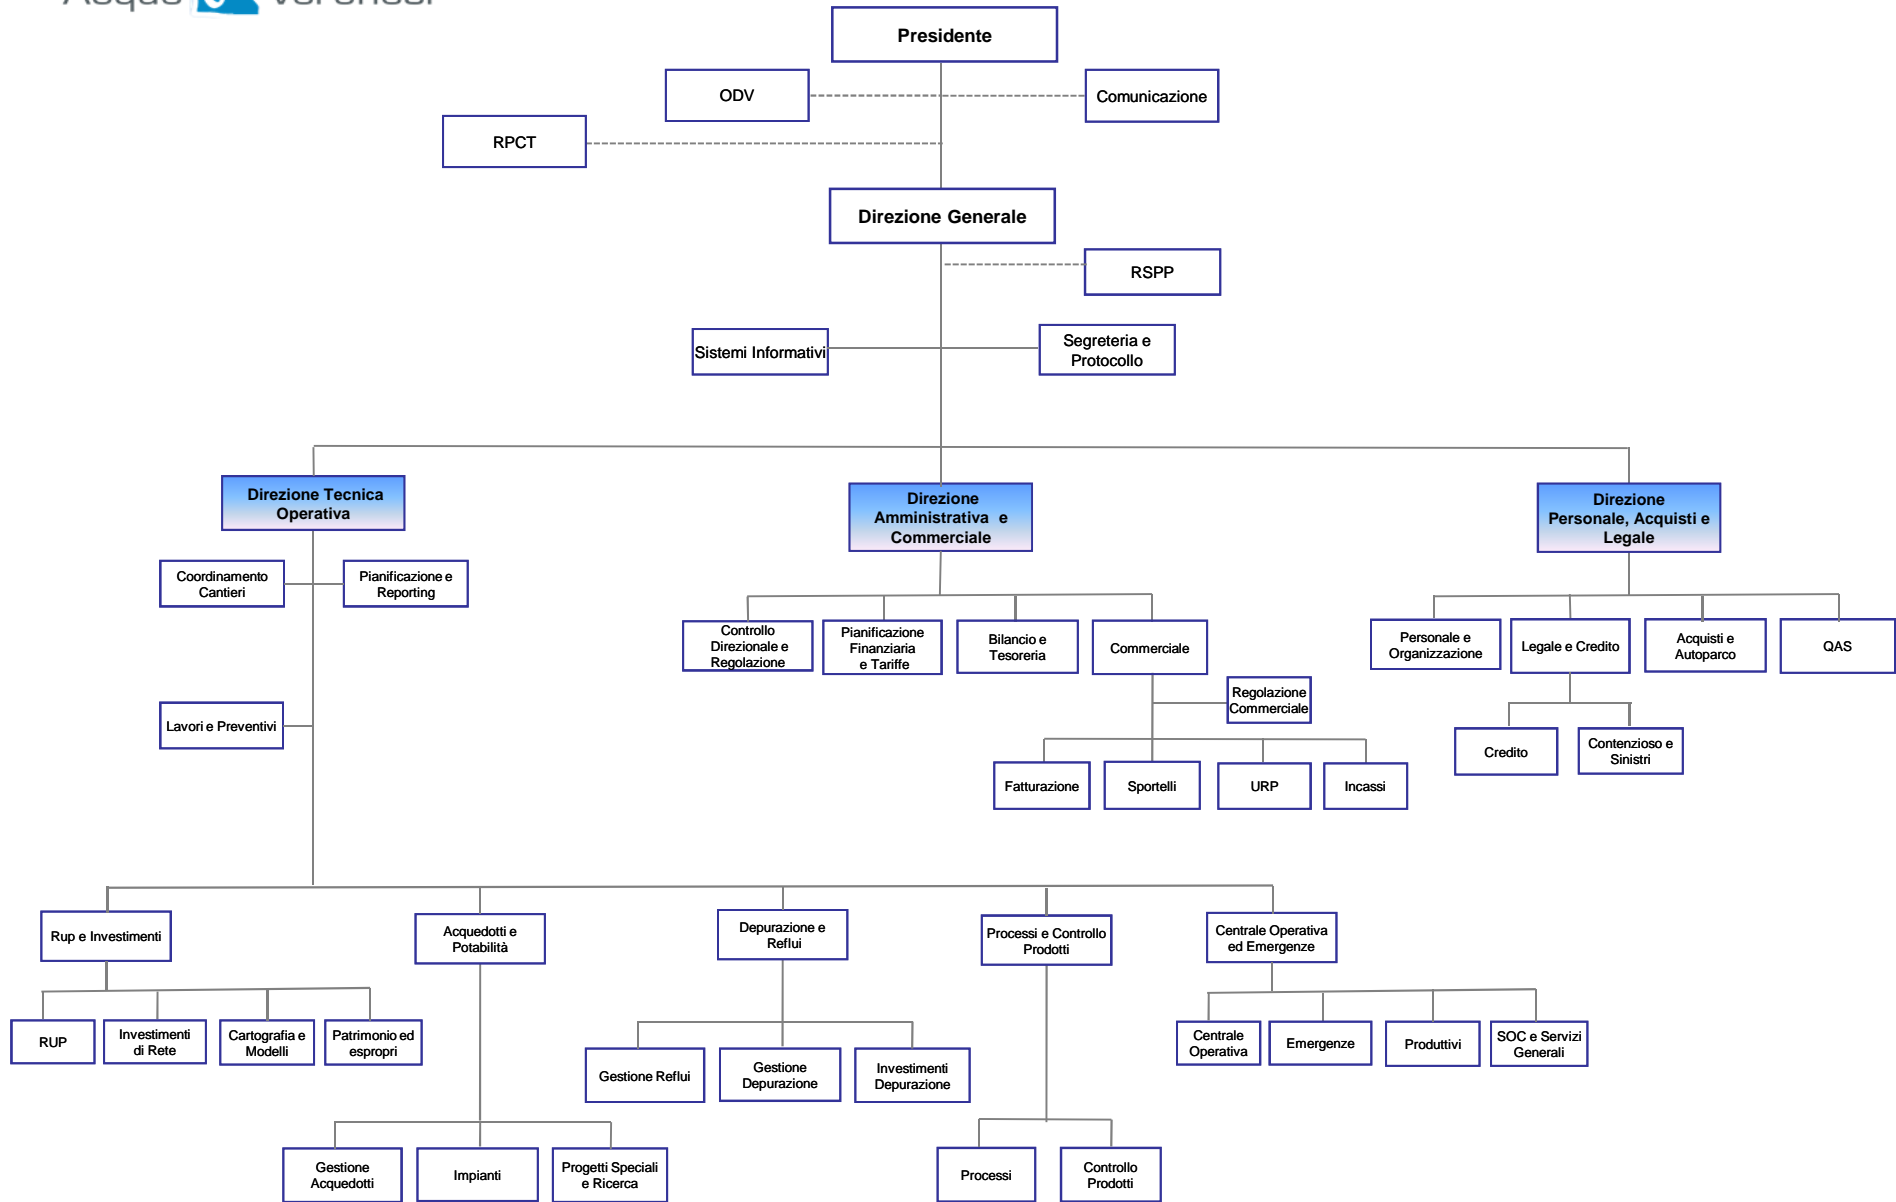 Presidente
ODV
Comunicazione
RPCT
Direzione Generale
RSPP
Sistemi Informativi
Segreteria e
Protocollo
Direzione Tecnica
Operativa
Direzione
Amministrativa e
Commerciale
Direzione
Personale, Acquisti e
Legale
Coordinamento
Cantieri
Pianificazione e
Reporting
Controllo
Direzionale e
Regolazione
Pianificazione
Finanziaria
e Tariffe
Bilancio e
Tesoreria
Commerciale
Personale e
Organizzazione
Legale e Credito
Acquisti e
Autoparco
QAS
Regolazione
Commerciale
Lavori e Preventivi
Credito
Contenzioso e
Sinistri
Fatturazione
Sportelli
URP
Incassi
Rup e Investimenti
Acquedotti e
Potabilità
Depurazione e
Reflui
Processi e Controllo
Prodotti
Centrale Operativa
ed Emergenze
RUP
Investimenti
di Rete
Cartografia e
Modelli
Patrimonio ed
espropri
Gestione Reflui
Gestione
Depurazione
Investimenti
Depurazione
Centrale
Operativa
Emergenze
Produttivi
SOC e Servizi
Generali
Gestione
Acquedotti
Impianti
Progetti Speciali
e Ricerca
Processi
Controllo
Prodotti